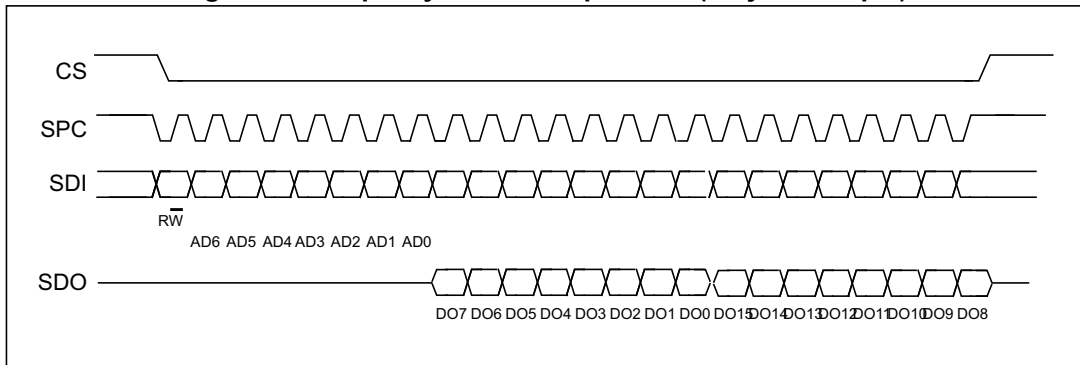 CS
SPC
SDI
RW
AD6 AD5 AD4 AD3 AD2 AD1 AD0
SDO
DO7 DO6 DO5 DO4 DO3 DO2 DO1 DO0 DO15 DO14 DO13 DO12 DO11 DO10 DO9 DO8